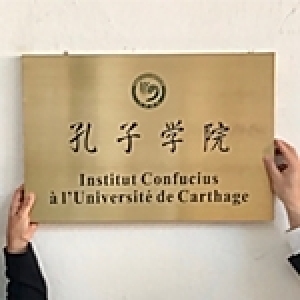 孔子学院
Institut Confucius
à l'Université de Carthage